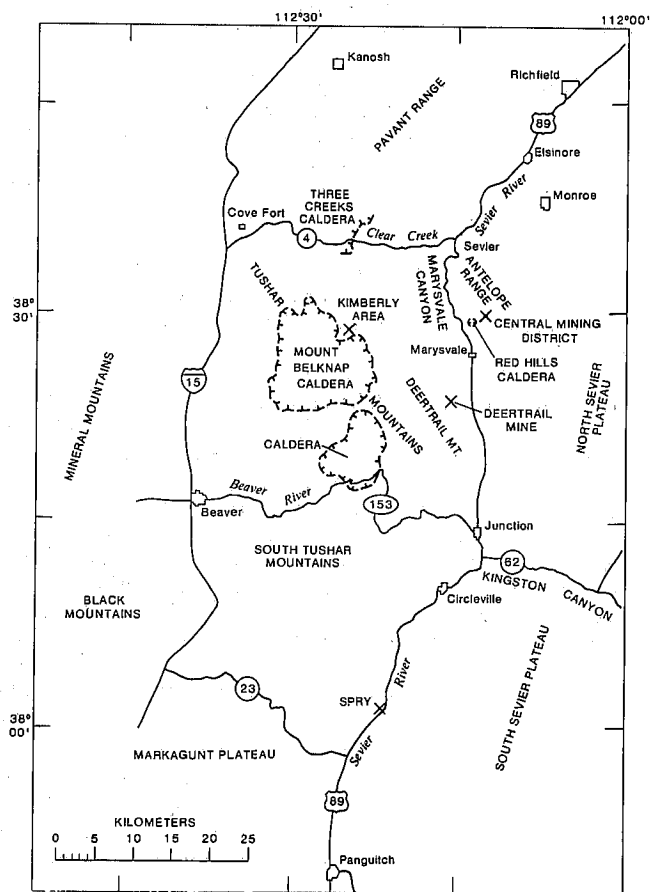 112°30'
112°00'
Kanosh
Richfield
PAVANT RANGE
89
Elsinore
Sevier River
Monroe
THREE
CREEKS
CALDERA
Cove Fort
4
Clear Creek
Sevier
TUSHAR
MARYSVALE
CANYON
ANTELOPE
RANGE
38°
30'
KIMBERLY
AREA
CENTRAL MINING
DISTRICT
Marysvale
RED HILLS
CALDERA
MOUNT
BELKNAP
CALDERA
15
MINERAL MOUNTAINS
MOUNTAINS
DEERTRAIL MT.
DEERTRAIL
MINE
NORTH SEVIER
PLATEAU
CALDERA
Beaver River
Beaver
153
Junction
SOUTH TUSHAR
MOUNTAINS
62
KINGSTON CANYON
BLACK
MOUNTAINS
Circleville
SOUTH SEVIER PLATEAU
23
SPRY
Sevier River
38°
00'
MARKAGUNT PLATEAU
89
KILOMETERS
0 5 10 15 20 25
Panguitch